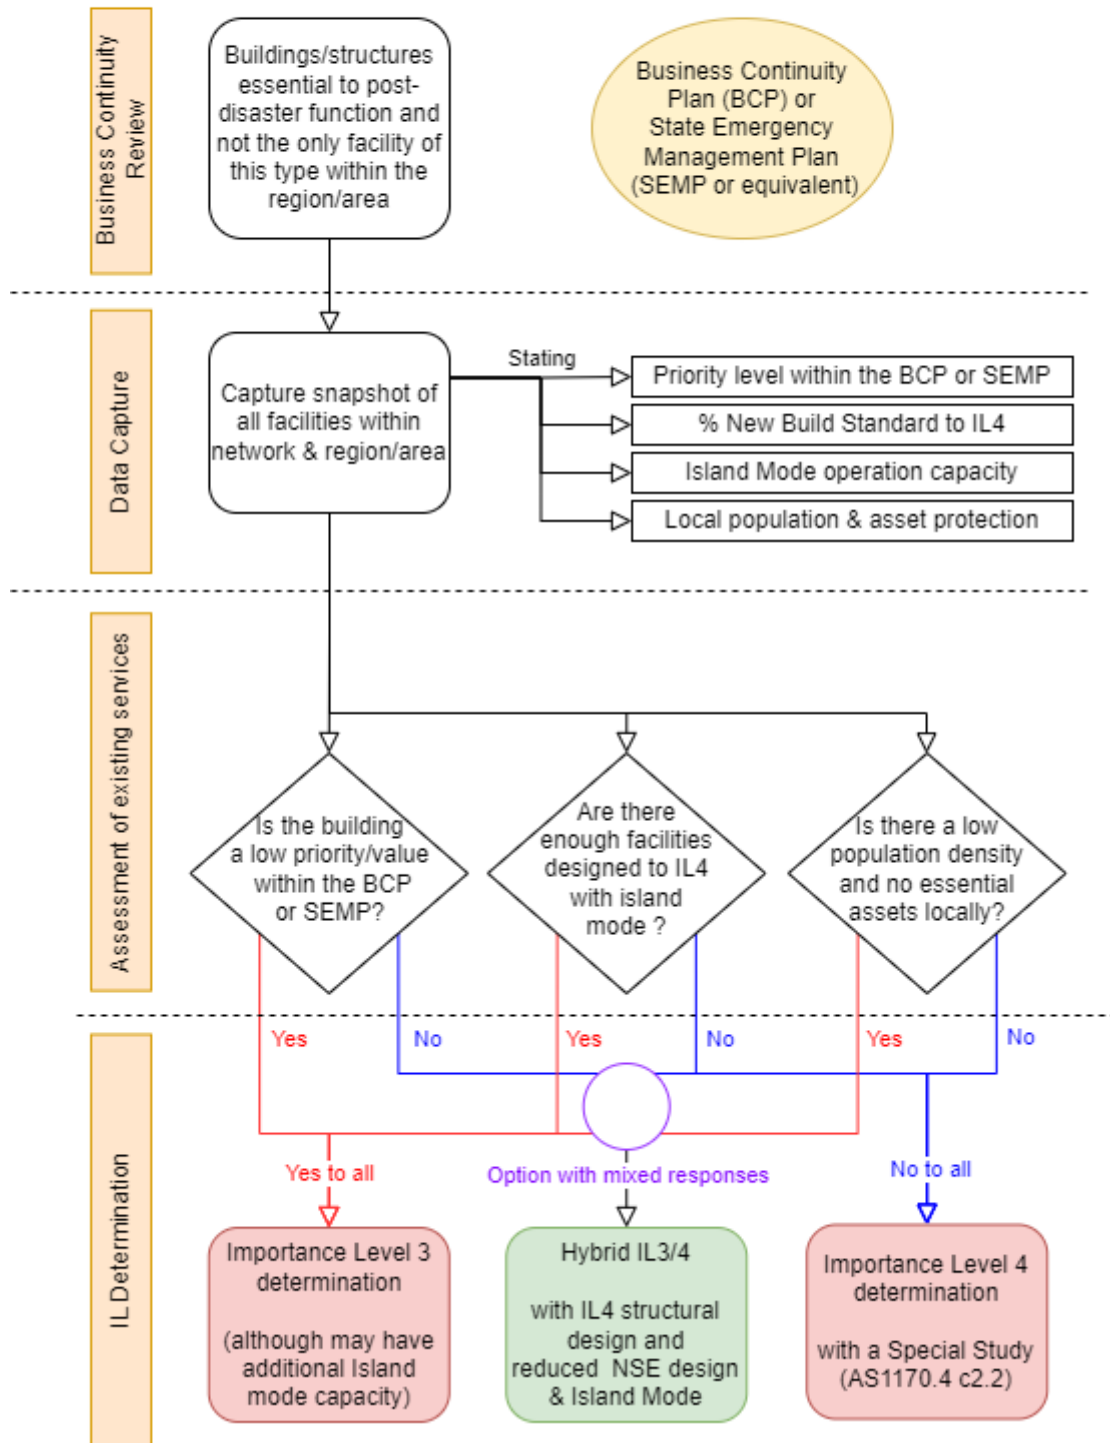 Business Continuity
Review
Buildings/structures
essential to post-
disaster function and
not the only facility of
this type within the
region/area
Business Continuity
Plan (BCP) or
State Emergency
Management Plan
(SEMP or equivalent)
Data Capture
Capture snapshot of
all facilities within
network & region/area
Stating
Priority level within the BCP or SEMP
% New Build Standard to IL4
Island Mode operation capacity
Local population & asset protection
Assessment of existing services
Is the building
a low priority/value
within the BCP
or SEMP?
Are there
enough facilities
designed to IL4
with island
mode ?
Is there a low
population density
and no essential
assets locally?
IL Determination
Yes
No
Yes
No
Yes
No
Yes to all
Option with mixed responses
No to all
Importance Level 3
determination
(although may have
additional Island
mode capacity)
Hybrid IL3/4
with IL4 structural
design and
reduced NSE design
& Island Mode
Importance Level 4
determination
with a Special Study
(AS1170.4 c2.2)